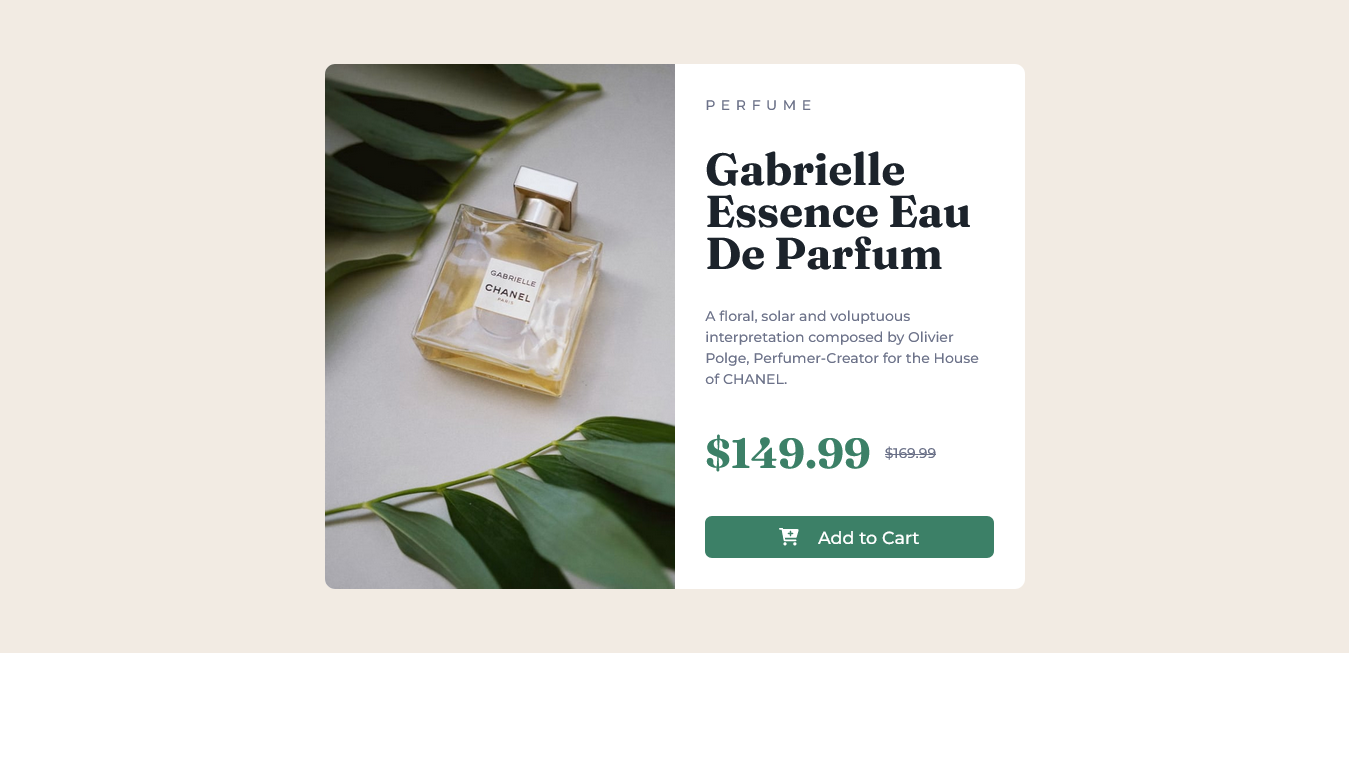 PERFUME
Gabrielle
Essence Eau
De Parfum
A floral, solar and voluptuous
interpretation composed by Olivier
Polge, Perfumer-Creator for the House
of CHANEL.
$149.99 $169.99
Add to Cart
GABRIELLE
CHANEL
PARIS